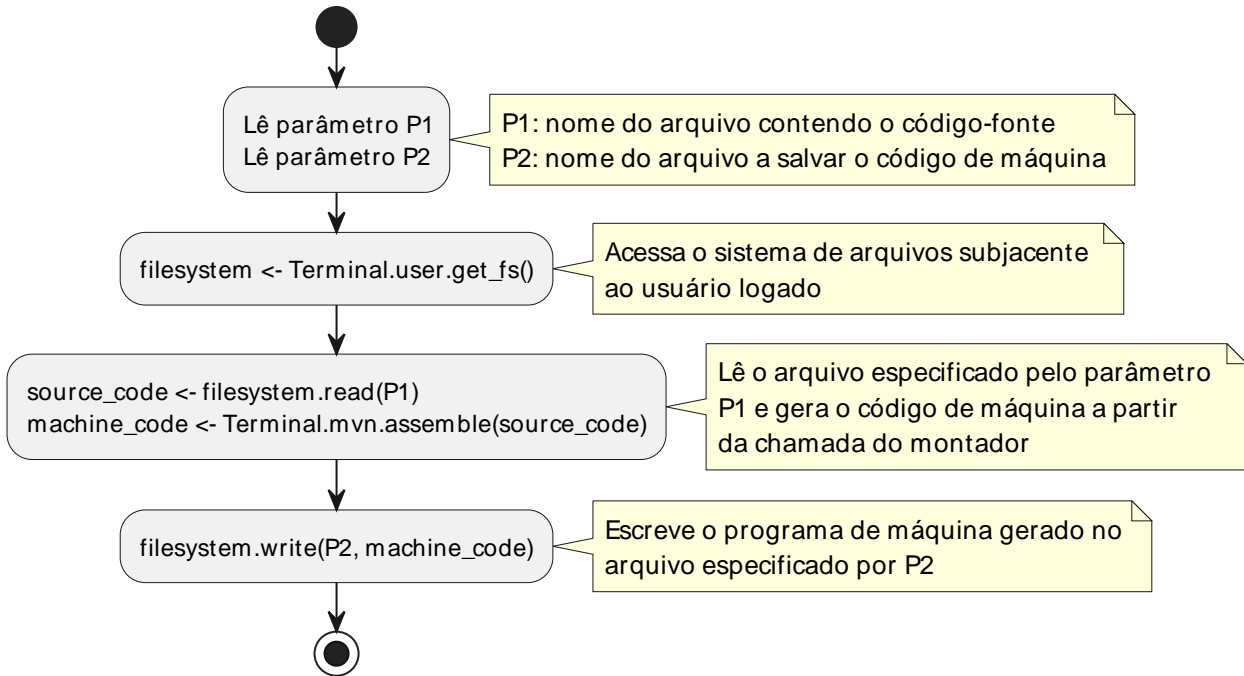 Lê parâmetro P1
Lê parâmetro P2
P1: nome do arquivo contendo o código-fonte
P2: nome do arquivo a salvar o código de máquina
filesystem <- Terminal.user.get_fs()
Acessa o sistema de arquivos subjacente
ao usuário logado
source_code <- filesystem.read(P1)
machine_code <- Terminal.mvn.assemble(source_code)
Lê o arquivo especificado pelo parâmetro
P1 e gera o código de máquina a partir
da chamada do montador
filesystem.write(P2, machine_code)
Escreve o programa de máquina gerado no
arquivo especificado por P2